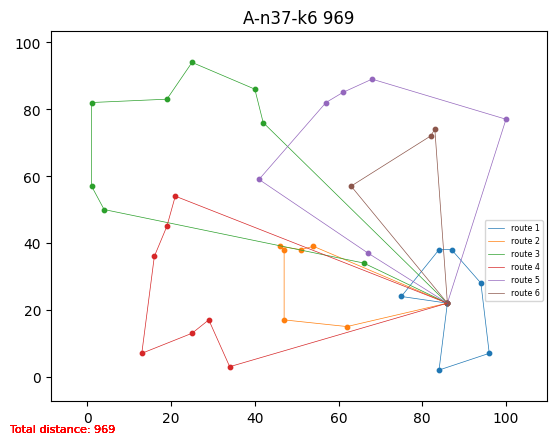 A-n37-k6 969
100
80
60
40
20
0
0 20 40 60 80 100
route 1
route 2
route 3
route 4
route 5
route 6
Total distance: 969